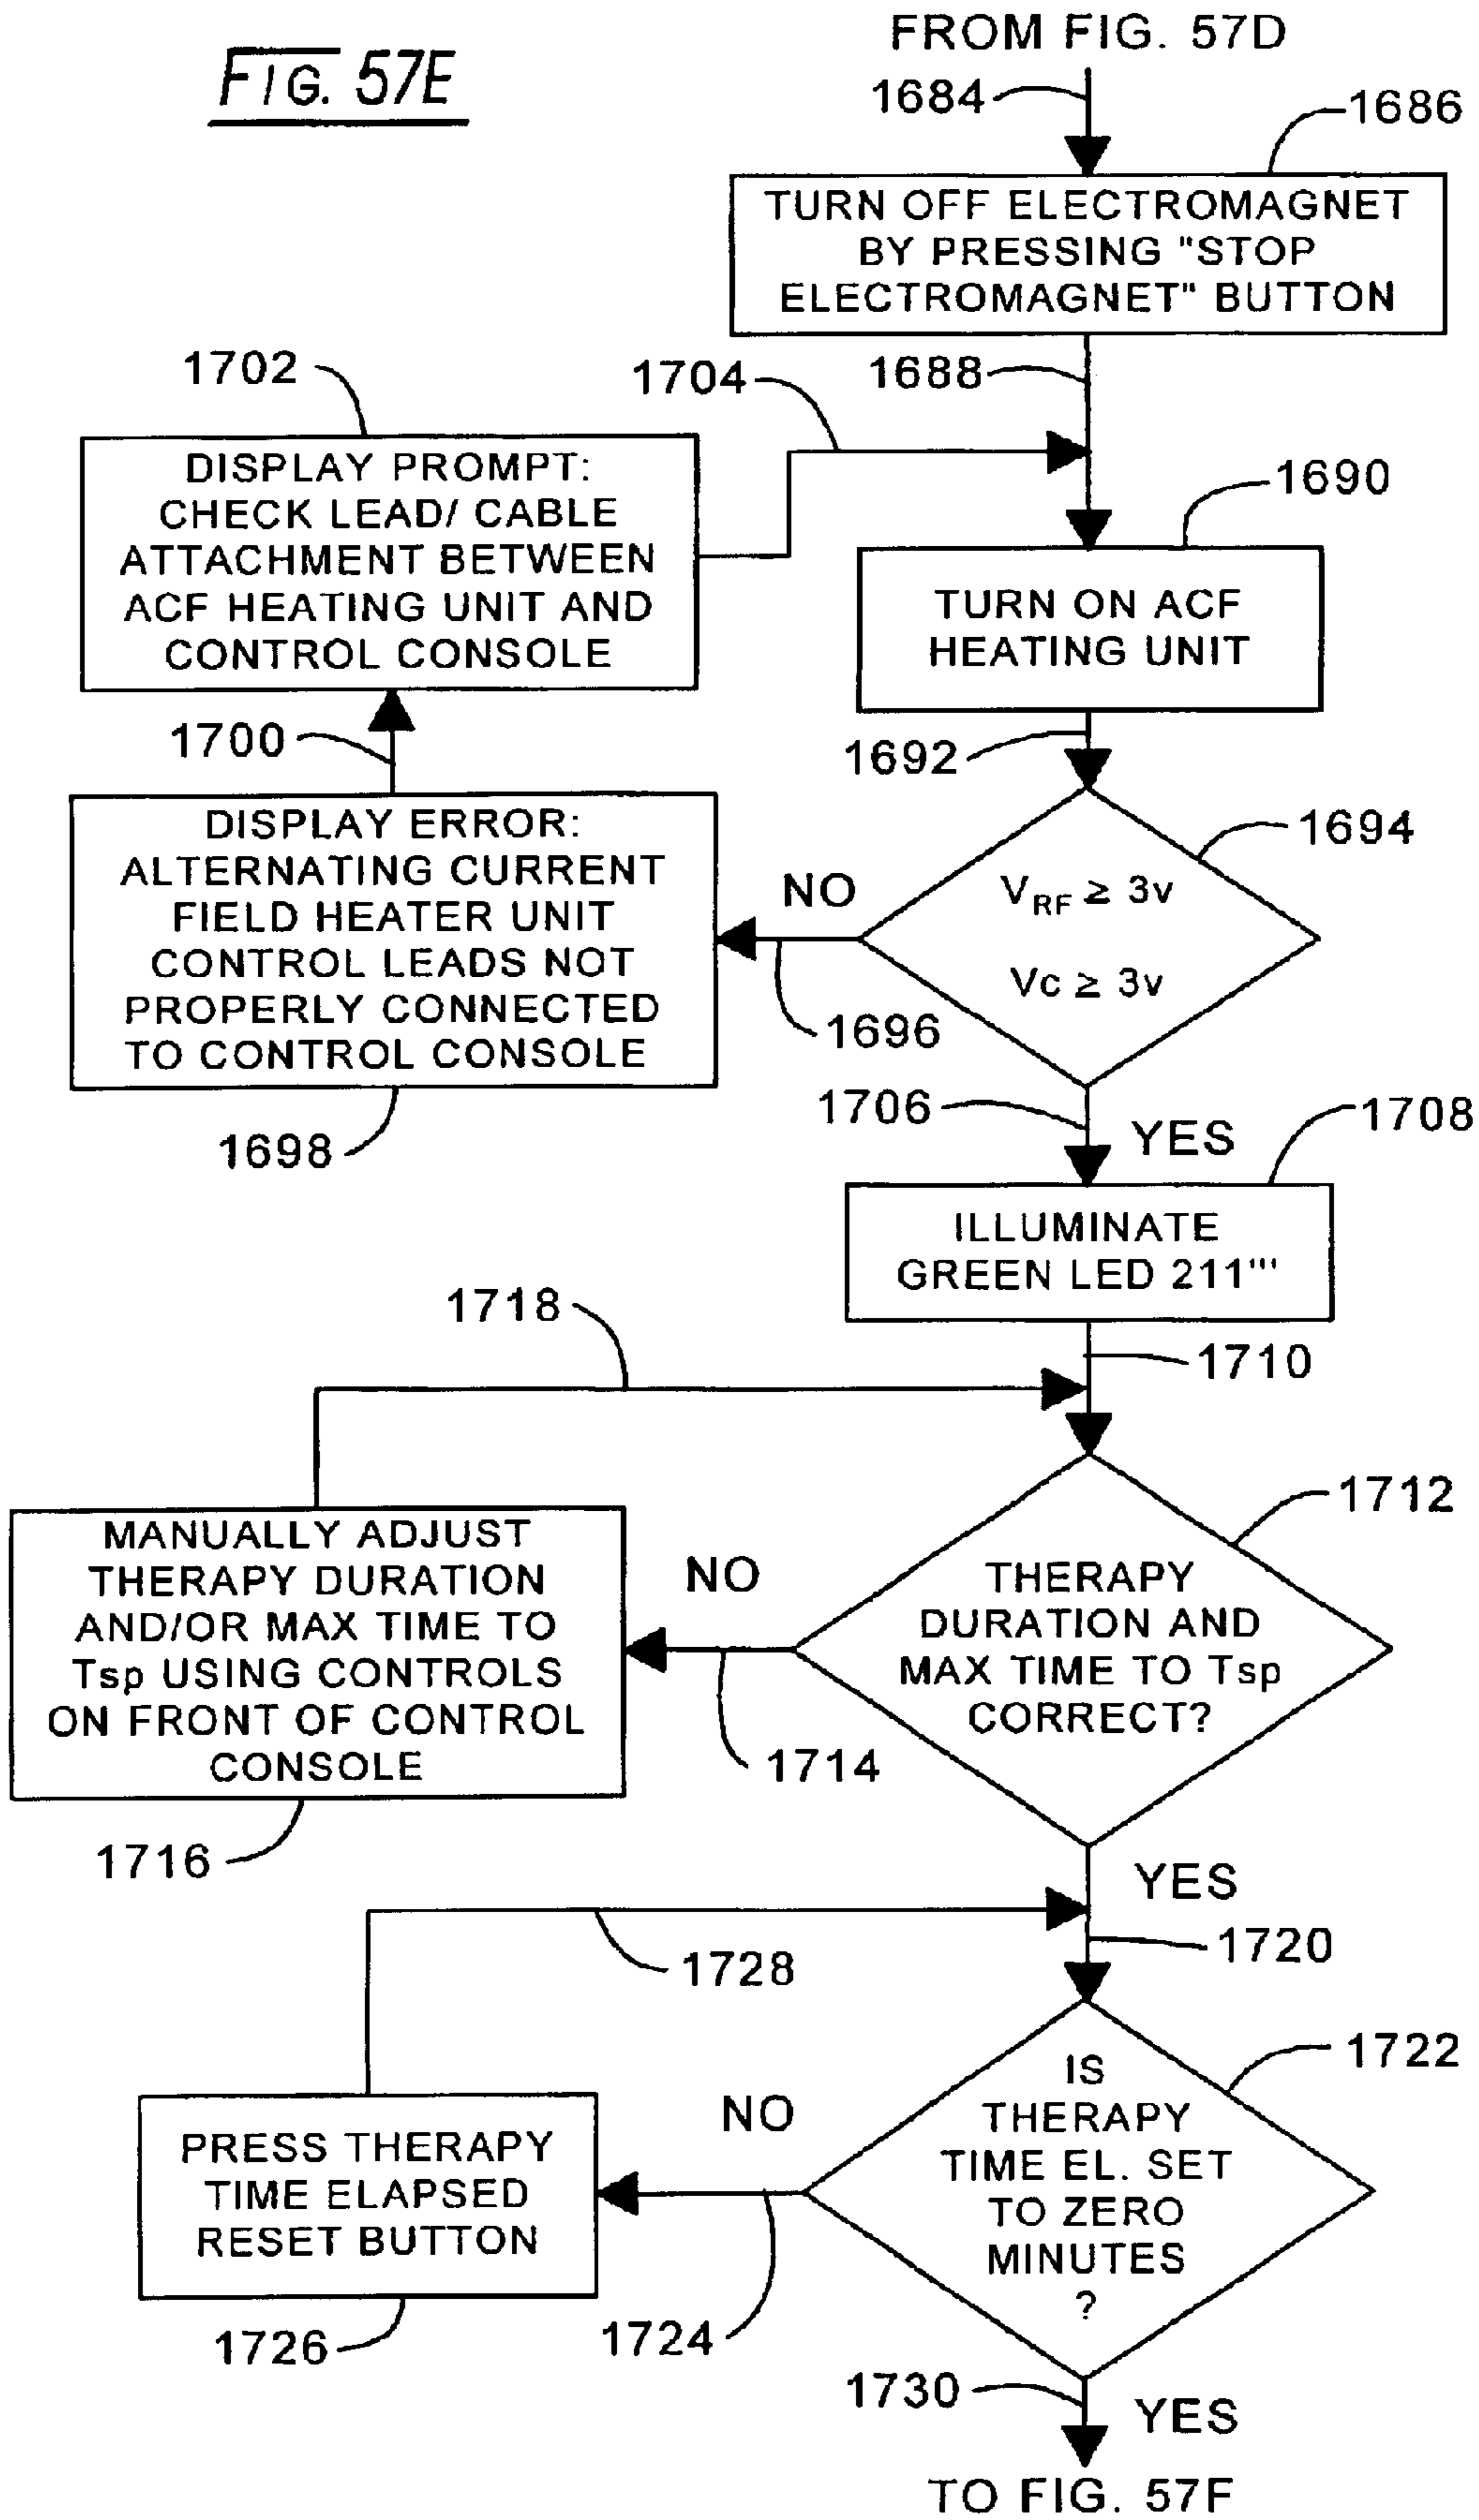 FIG. 57E
FROM FIG. 57D
1684
1686
TURN OFF ELECTROMAGNET
BY PRESSING "STOP
ELECTROMAGNET" BUTTON
1688
1702
1704
DISPLAY PROMPT:
CHECK LEAD/ CABLE
ATTACHMENT BETWEEN
ACF HEATING UNIT AND
CONTROL CONSOLE
1690
TURN ON ACF
HEATING UNIT
1700
1692
DISPLAY ERROR:
ALTERNATING CURRENT
FIELD HEATER UNIT
CONTROL LEADS NOT
PROPERLY CONNECTED
TO CONTROL CONSOLE
1698
NO
1696
1694
VRF ≥ 3v
Vc ≥ 3v
1706
YES
1708
ILLUMINATE
GREEN LED 211'''
1710
1718
1712
THERAPY
DURATION AND
MAX TIME TO Tsp
CORRECT?
NO
1714
MANUALLY ADJUST
THERAPY DURATION
AND/OR MAX TIME TO
Tsp USING CONTROLS
ON FRONT OF CONTROL
CONSOLE
1716
YES
1720
1728
1722
IS
THERAPY
TIME EL. SET
TO ZERO
MINUTES
?
NO
1724
PRESS THERAPY
TIME ELAPSED
RESET BUTTON
1726
1730
YES
TO FIG. 57F